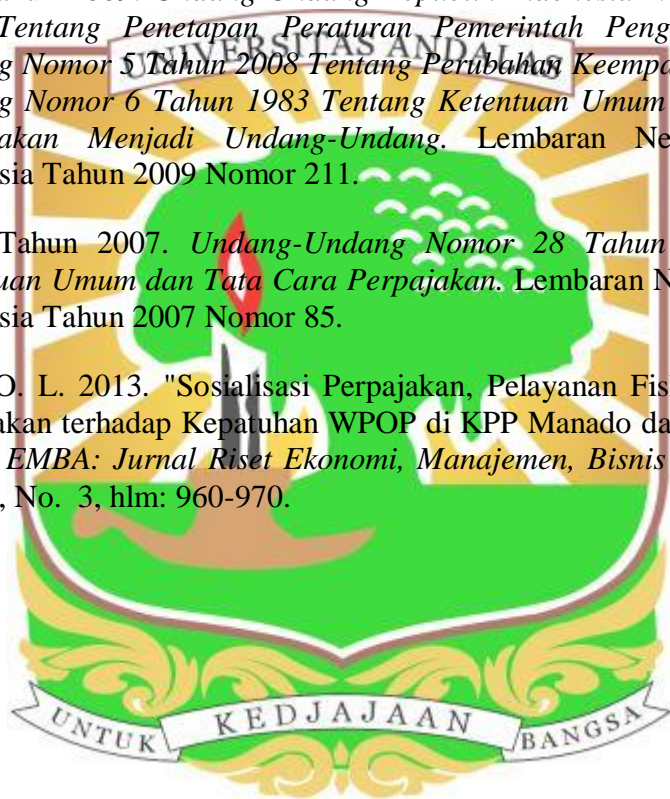 Tentang Penetapan Peraturan Pemerintah Peng
g Nomor 5 Tahun 2008 Tentang Perubahan Keempa
g Nomor 6 Tahun 1983 Tentang Ketentuan Umum
akan Menjadi Undang-Undang. Lembaran Ne
sia Tahun 2009 Nomor 211.
Tahun 2007. Undang-Undang Nomor 28 Tahun
uan Umum dan Tata Cara Perpajakan. Lembaran N
sia Tahun 2007 Nomor 85.
O. L. 2013. "Sosialisasi Perpajakan, Pelayanan Fis
akan terhadap Kepatuhan WPOP di KPP Manado da
EMBA: Jurnal Riset Ekonomi, Manajemen, Bisnis
, No. 3, hlm: 960-970.
UNIVERSITAS ANDALAS
UNTUK KEDJAJAAN BANGSA